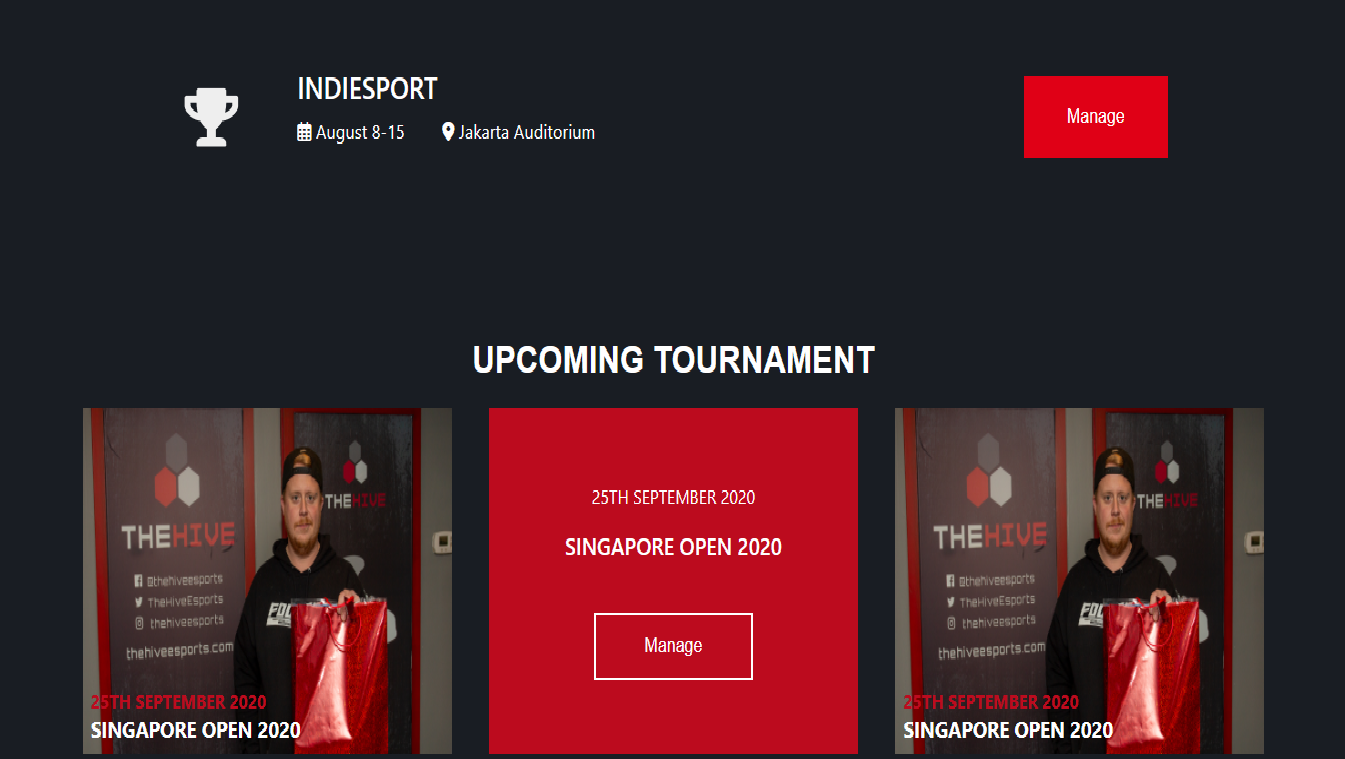 INDIESPORT
August 8-15 Jakarta Auditorium
Manage
UPCOMING TOURNAMENT
THEHIVE
THEHIVE
@thehiveesports
TheHiveEsports
thehiveesports
thehiveesports.com
25TH SEPTEMBER 2020
SINGAPORE OPEN 2020
25TH SEPTEMBER 2020
SINGAPORE OPEN 2020
Manage
THEHIVE
THEHIVE
@thehiveesports
TheHiveEsports
thehiveesports
thehiveesports.com
25TH SEPTEMBER 2020
SINGAPORE OPEN 2020